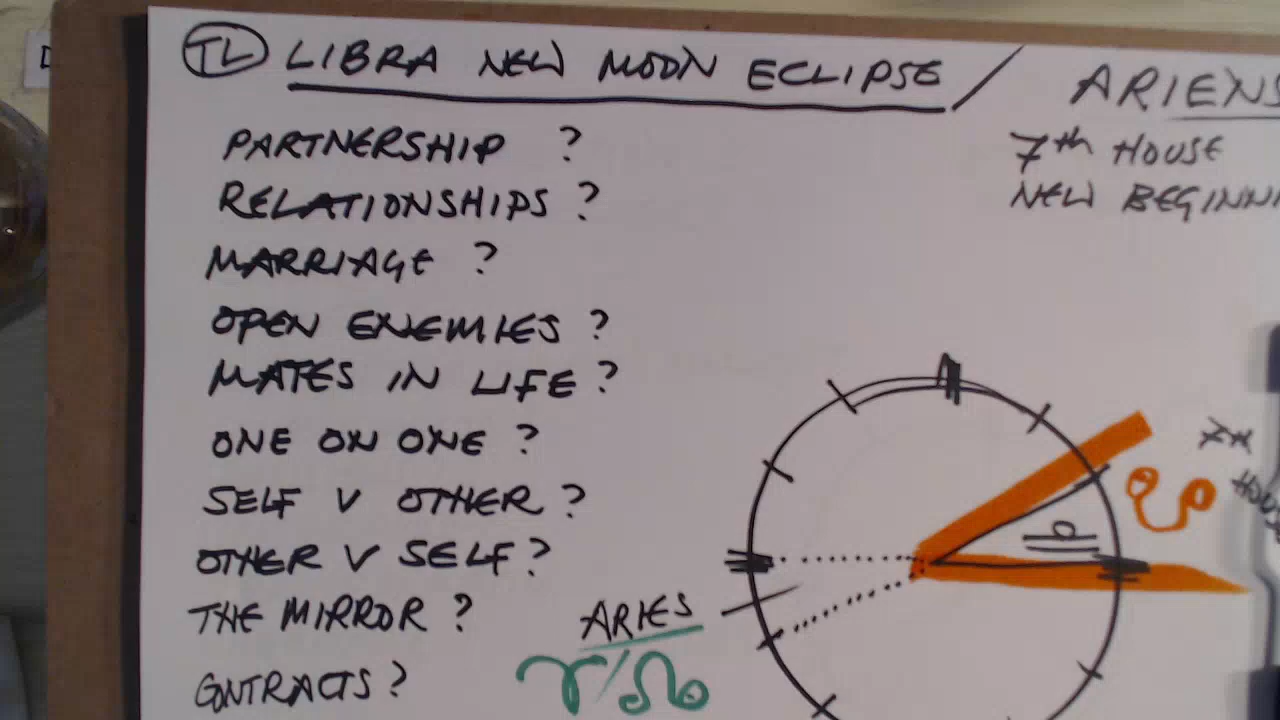 TL LIBRA NEW MOON ECLIPSE / ARIENS
7th HOUSE
NEW BEGINNI
PARTNERSHIP ?
RELATIONSHIPS ?
MARRIAGE ?
OPEN ENEMIES ?
MATES IN LIFE ?
ONE ON ONE ?
SELF V OTHER ?
OTHER V SELF ?
THE MIRROR ?
CONTRACTS ?
HOUSE
ARIES
♈/☊
♎
☋